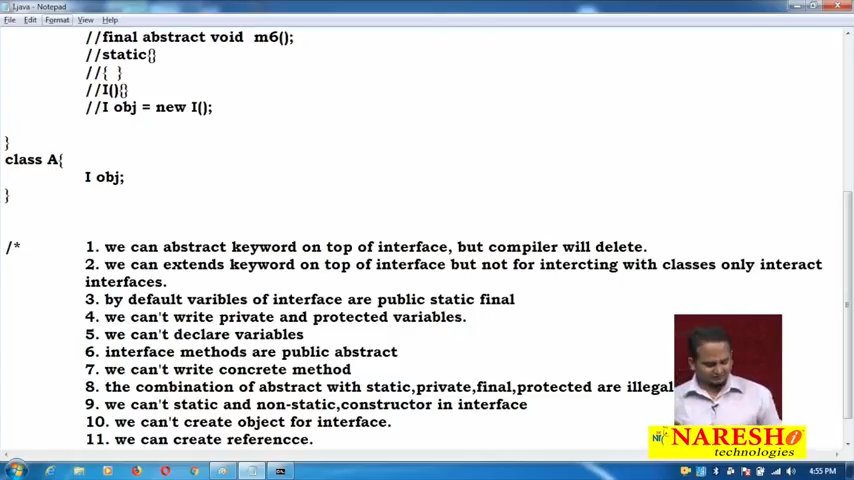 I.java - Notepad
File Edit Format View Help
//final abstract void m6();
//static{}
//{ }
//I(){}
//I obj = new I();
}
class A{
I obj;
}
/* 1. we can abstract keyword on top of interface, but compiler will delete.
2. we can extends keyword on top of interface but not for intercting with classes only interact
interfaces.
3. by default varibles of interface are public static final
4. we can't write private and protected variables.
5. we can't declare variables
6. interface methods are public abstract
7. we can't write concrete method
8. the combination of abstract with static,private,final,protected are illegal
9. we can't static and non-static,constructor in interface
10. we can't create object for interface.
11. we can create referencce.
NARESH i
technologies
4:55 PM